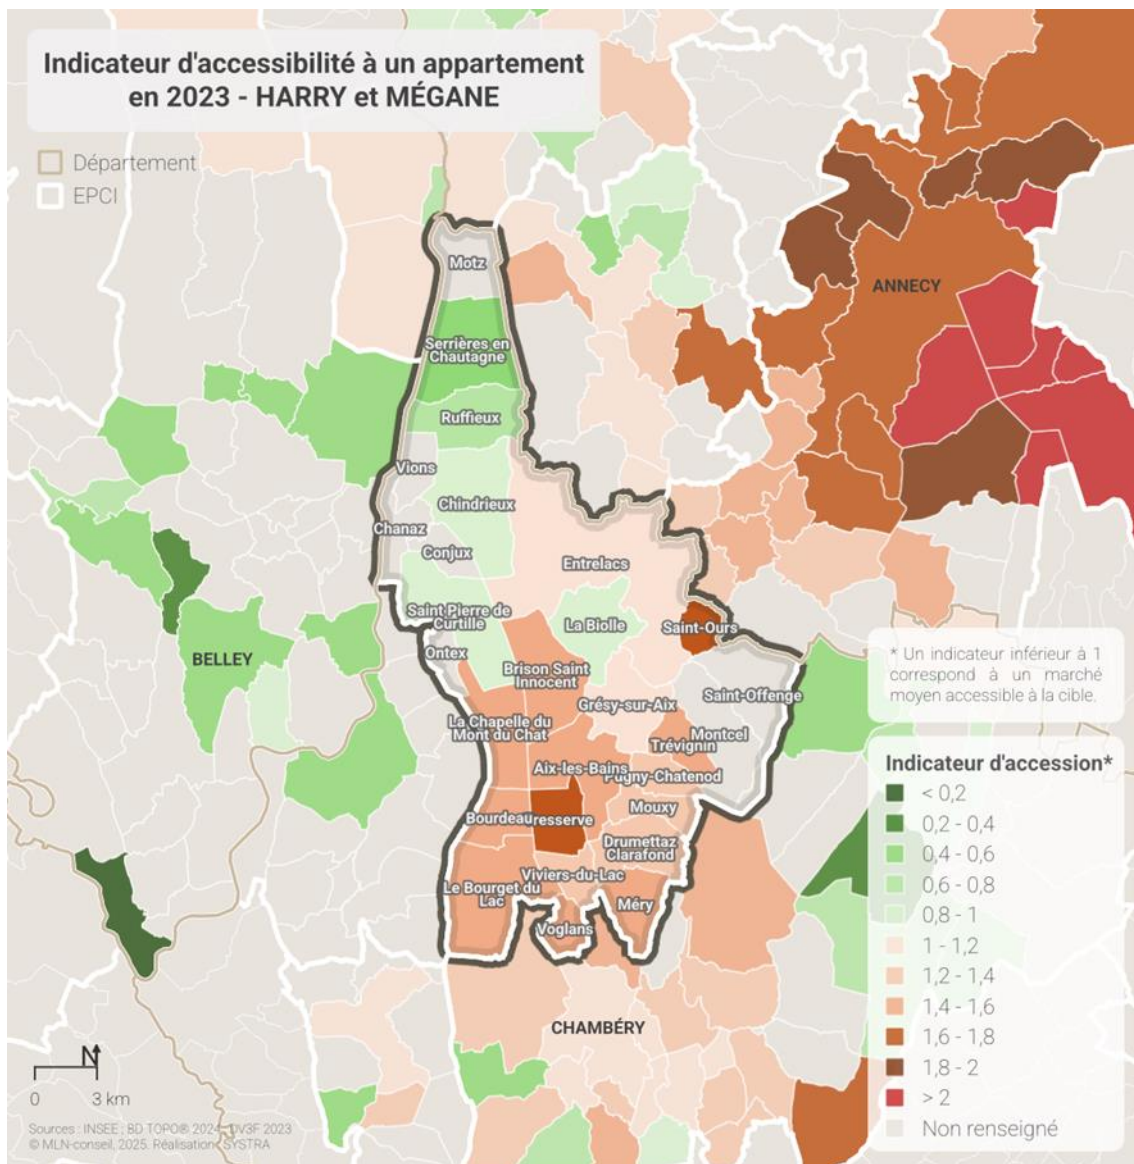 Indicateur d'accessibilité à un appartement
en 2023 - HARRY et MÉGANE
Département
EPCI
Motz
ANNECY
Serrières en
Chautagne
Ruffieux
Vions
Chindrieux
Chanaz
Conjux
Entrelacs
Saint Pierre de
Curtille
La Biolle
Saint-Ours
BELLEY
Ontex
Brison Saint
Innocent
Saint-Offenge
Grésy-sur-Aix
La Chapelle du
Mont du Chat
Montcel
Trévignin
Aix-les-Bains
Pugny-Chatenod
Mouxy
Bourdeau
resserve
Drumettaz
Clarafond
Viviers-du-Lac
Le Bourget du
Lac
Méry
Voglans
CHAMBÉRY
* Un indicateur inférieur à 1
correspond à un marché
moyen accessible à la cible.
Indicateur d'accession*
< 0,2
0,2 - 0,4
0,4 - 0,6
0,6 - 0,8
0,8 - 1
1 - 1,2
1,2 - 1,4
1,4 - 1,6
1,6 - 1,8
1,8 - 2
> 2
Non renseigné
N
0 3 km
Sources : INSEE ; BD TOPO® 2024 ; DV3F 2023
© MLN-conseil, 2025. Réalisation : SYSTRA